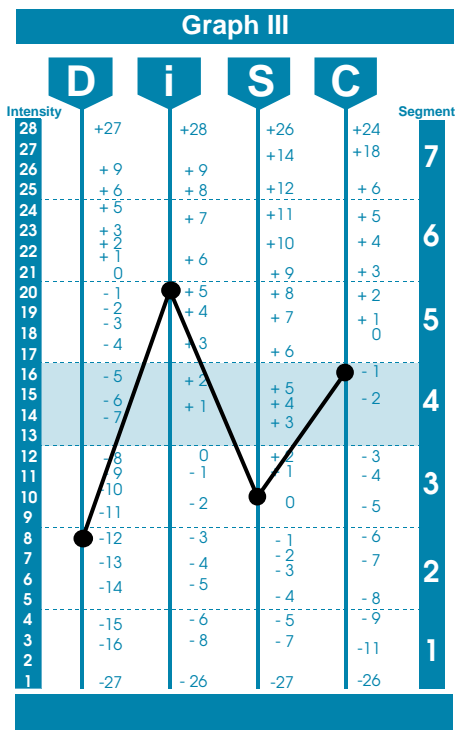 Graph III
D i S C
Intensity Segment
28 +27 +28 +26 +24
27 +14 +18 7
26 + 9 + 9
25 + 6 + 8 +12 + 6
24 + 5 + 7 +11 + 5
23 + 3 6
+ 2 +10 + 4
22 + 1 + 6
21 0 + 9 + 3
20 - 1 + 5 + 8 + 2
19 - 2 + 4 + 7 + 1 5
18 - 3 0
17 - 4 + 3 + 6
16 - 5 + 2 - 1
15 - 6 + 1 + 5 - 2 4
14 - 7 + 4
13 + 3
12 -8 0 + 2 - 3
11 9 - 1 +1 - 4 3
10 -10 - 2 0 - 5
9 -11
8 -12 - 3 - 1 - 6
7 -13 - 4 - 2 - 7
6 -14 - 5 - 3 2
5 - 4 - 8
4 -15 - 6 - 5 - 9
3 -16 - 8 - 7 -11 1
2
1 -27 - 26 -27 -26